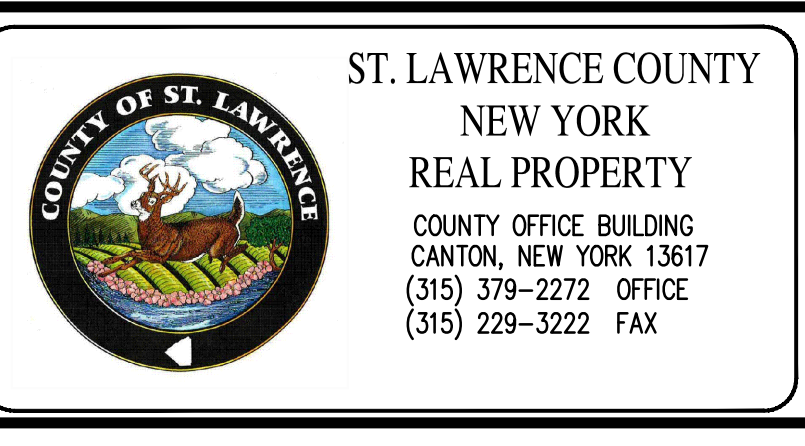 COUNTY OF ST. LAWRENCE
ST. LAWRENCE COUNTY
NEW YORK
REAL PROPERTY
COUNTY OFFICE BUILDING
CANTON, NEW YORK 13617
(315) 379-2272 OFFICE
(315) 229-3222 FAX